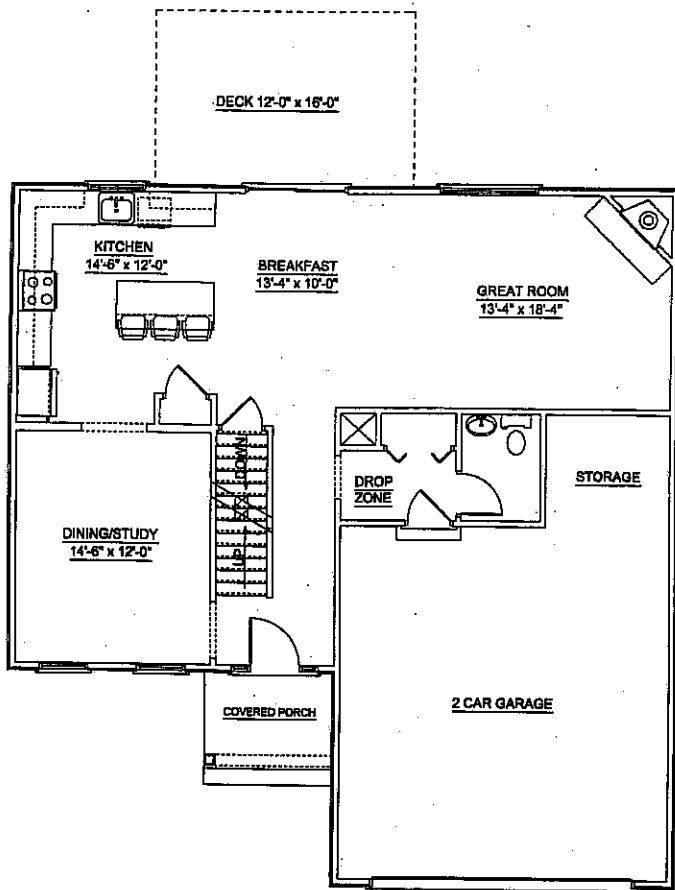 DECK 12'-0" x 16'-0"
KITCHEN
14'-6" x 12'-0"
BREAKFAST
13'-4" x 10'-0"
GREAT ROOM
13'-4" x 18'-4"
DOWN
UP
DROP
ZONE
STORAGE
DINING/STUDY
14'-6" x 12'-0"
COVERED PORCH
2 CAR GARAGE